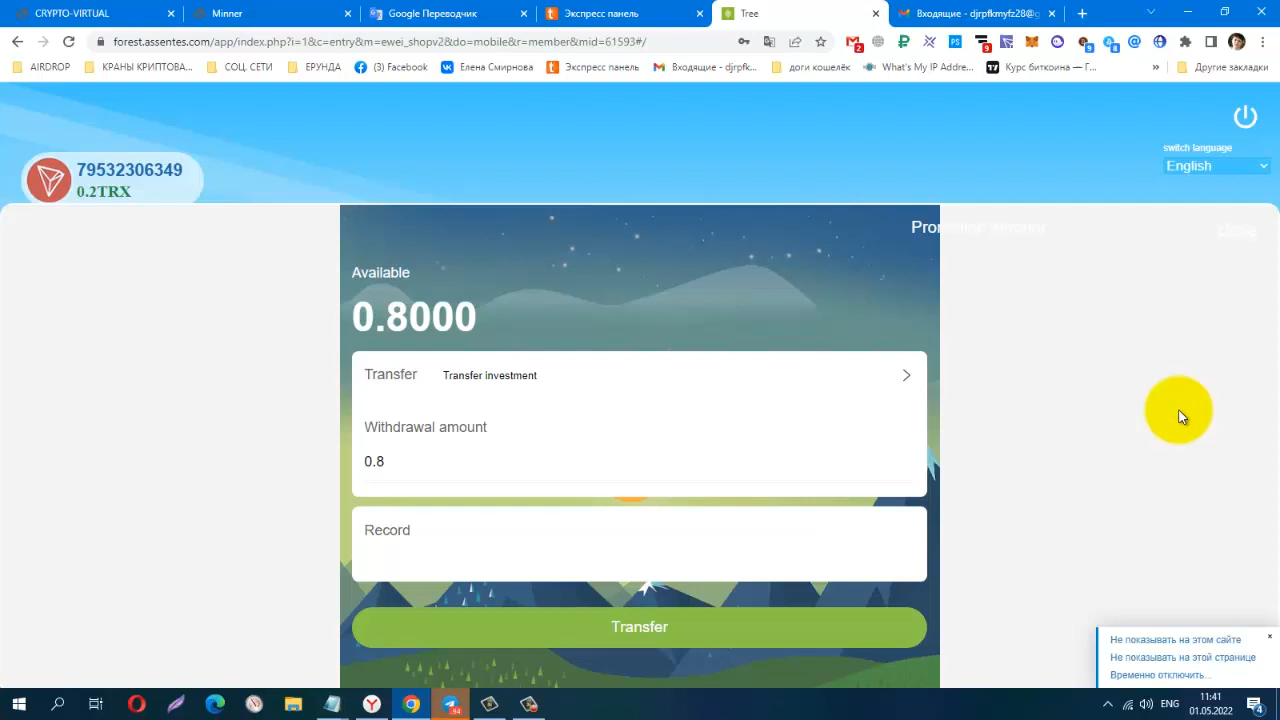 CRYPTO-VIRTUAL
Minner
Google Переводчик
Экспресс панель
Tree
Входящие - djrpfkmyfz28@g
forest.assentes.com/app/index.php?i=1&c=entry&m=ewei_shopv2&do=mobile&r=member&mid=61593#/
AIRDROP
КРАНЫ КРИПТОВА...
СОЦ. СЕТИ
ЕРУНДА
(3) Facebook
Елена Смирнова
Экспресс панель
Входящие - djrpfk...
доги кошелёк
What's My IP Addre...
Курс биткоина — Г...
»
Другие закладки
switch language
English
79532306349
0.2TRX
close
Available
0.8000
Transfer
Transfer investment
Withdrawal amount
0.8
Record
Transfer
Не показывать на этом сайте
Не показывать на этой странице
Временно отключить...
ENG
11:41
01.05.2022